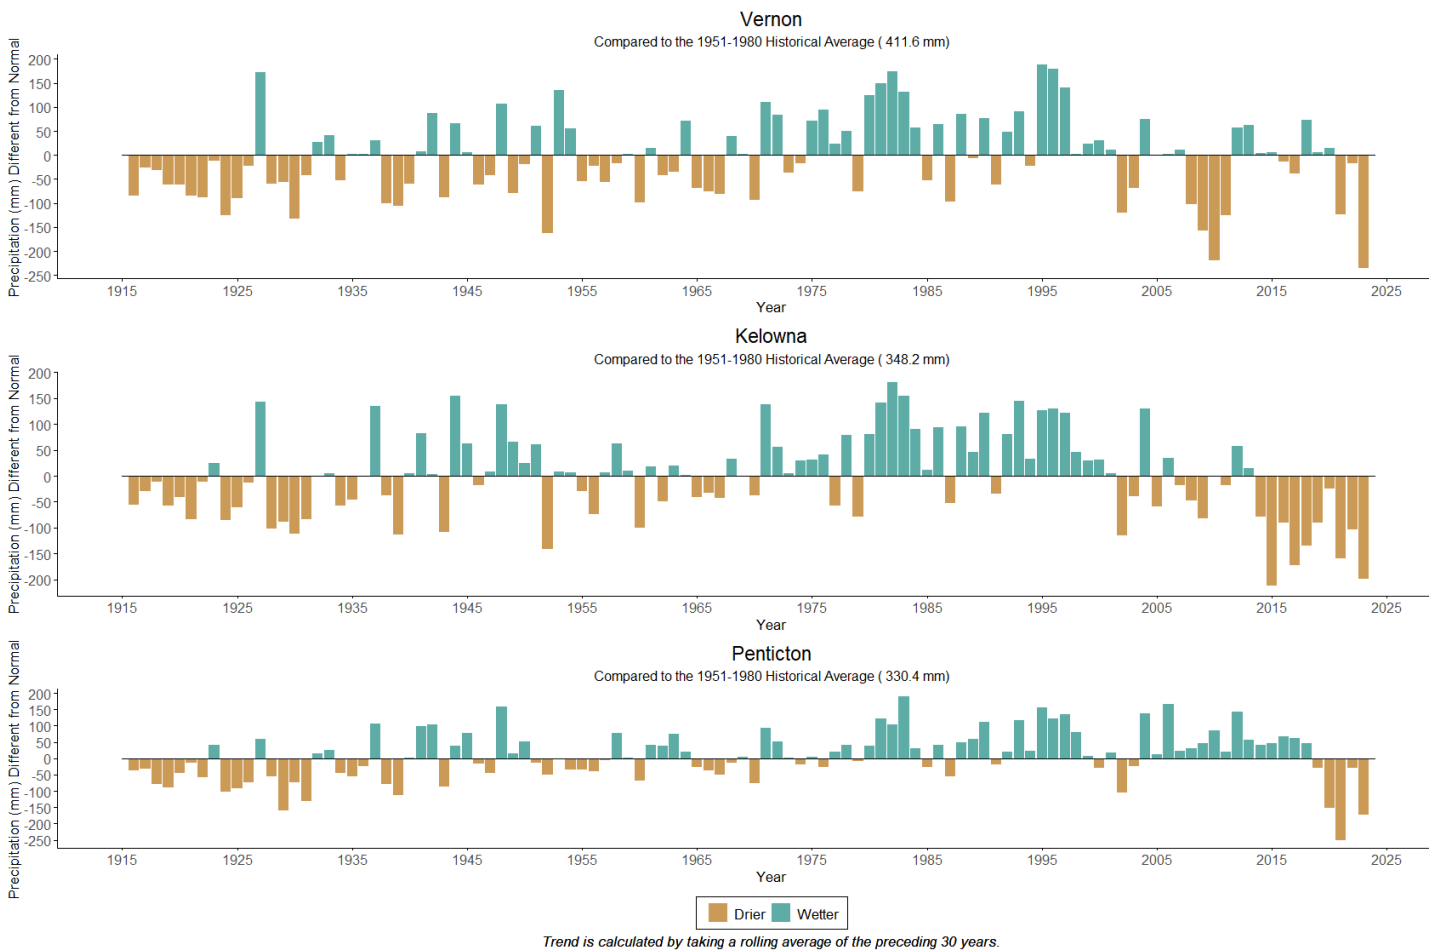 Vernon
Compared to the 1951-1980 Historical Average ( 411.6 mm)
Precipitation (mm) Different from Normal
200
150
100
50
0
-50
-100
-150
-200
-250
1915 1925 1935 1945 1955 1965 1975 1985 1995 2005 2015 2025
Year
Kelowna
Compared to the 1951-1980 Historical Average ( 348.2 mm)
Precipitation (mm) Different from Normal
200
150
100
50
0
-50
-100
-150
-200
1915 1925 1935 1945 1955 1965 1975 1985 1995 2005 2015 2025
Year
Penticton
Compared to the 1951-1980 Historical Average ( 330.4 mm)
Precipitation (mm) Different from Normal
200
150
100
50
0
-50
-100
-150
-200
-250
1915 1925 1935 1945 1955 1965 1975 1985 1995 2005 2015 2025
Year
Drier Wetter
Trend is calculated by taking a rolling average of the preceding 30 years.